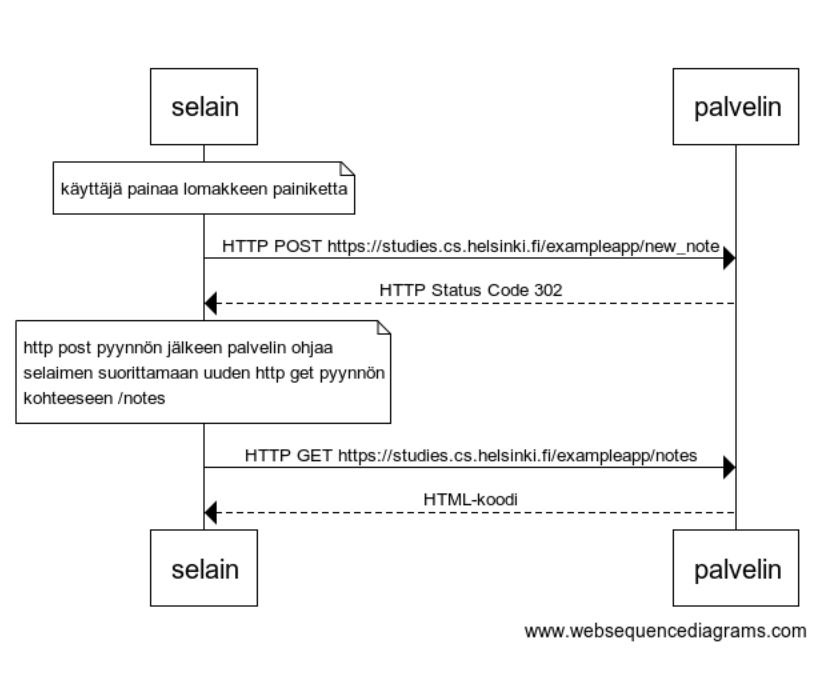 selain
palvelin
käyttäjä painaa lomakkeen painiketta
HTTP POST https://studies.cs.helsinki.fi/exampleapp/new_note
HTTP Status Code 302
http post pyynnön jälkeen palvelin ohjaa
selaimen suorittamaan uuden http get pyynnön
kohteeseen /notes
HTTP GET https://studies.cs.helsinki.fi/exampleapp/notes
HTML-koodi
selain
palvelin
www.websequencediagrams.com